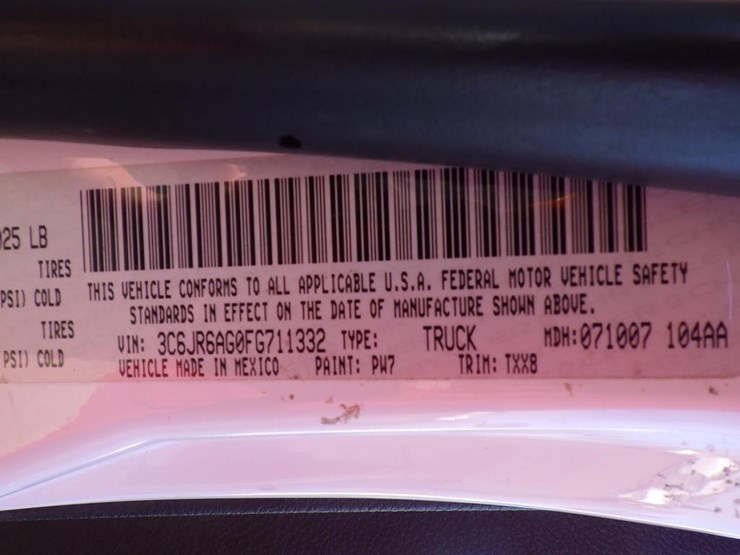 025 LB
TIRES
PSI) COLD
TIRES
PSI) COLD
THIS VEHICLE CONFORMS TO ALL APPLICABLE U.S.A. FEDERAL MOTOR VEHICLE SAFETY
STANDARDS IN EFFECT ON THE DATE OF MANUFACTURE SHOWN ABOVE.
VIN: 3C6JR6AG0FG711332 TYPE: TRUCK MDH:071007 104AA
VEHICLE MADE IN MEXICO PAINT: PW7 TRIM: TXX8